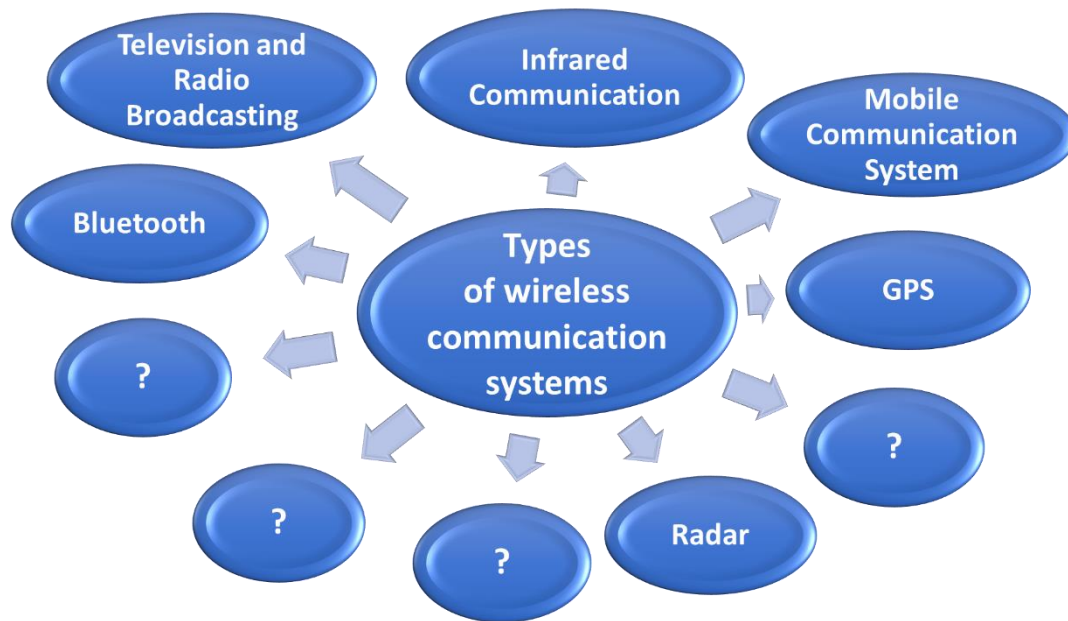 Television and
Radio
Broadcasting
Infrared
Communication
Mobile
Communication
System
Bluetooth
Types
of wireless
communication
systems
GPS
?
?
?
?
Radar